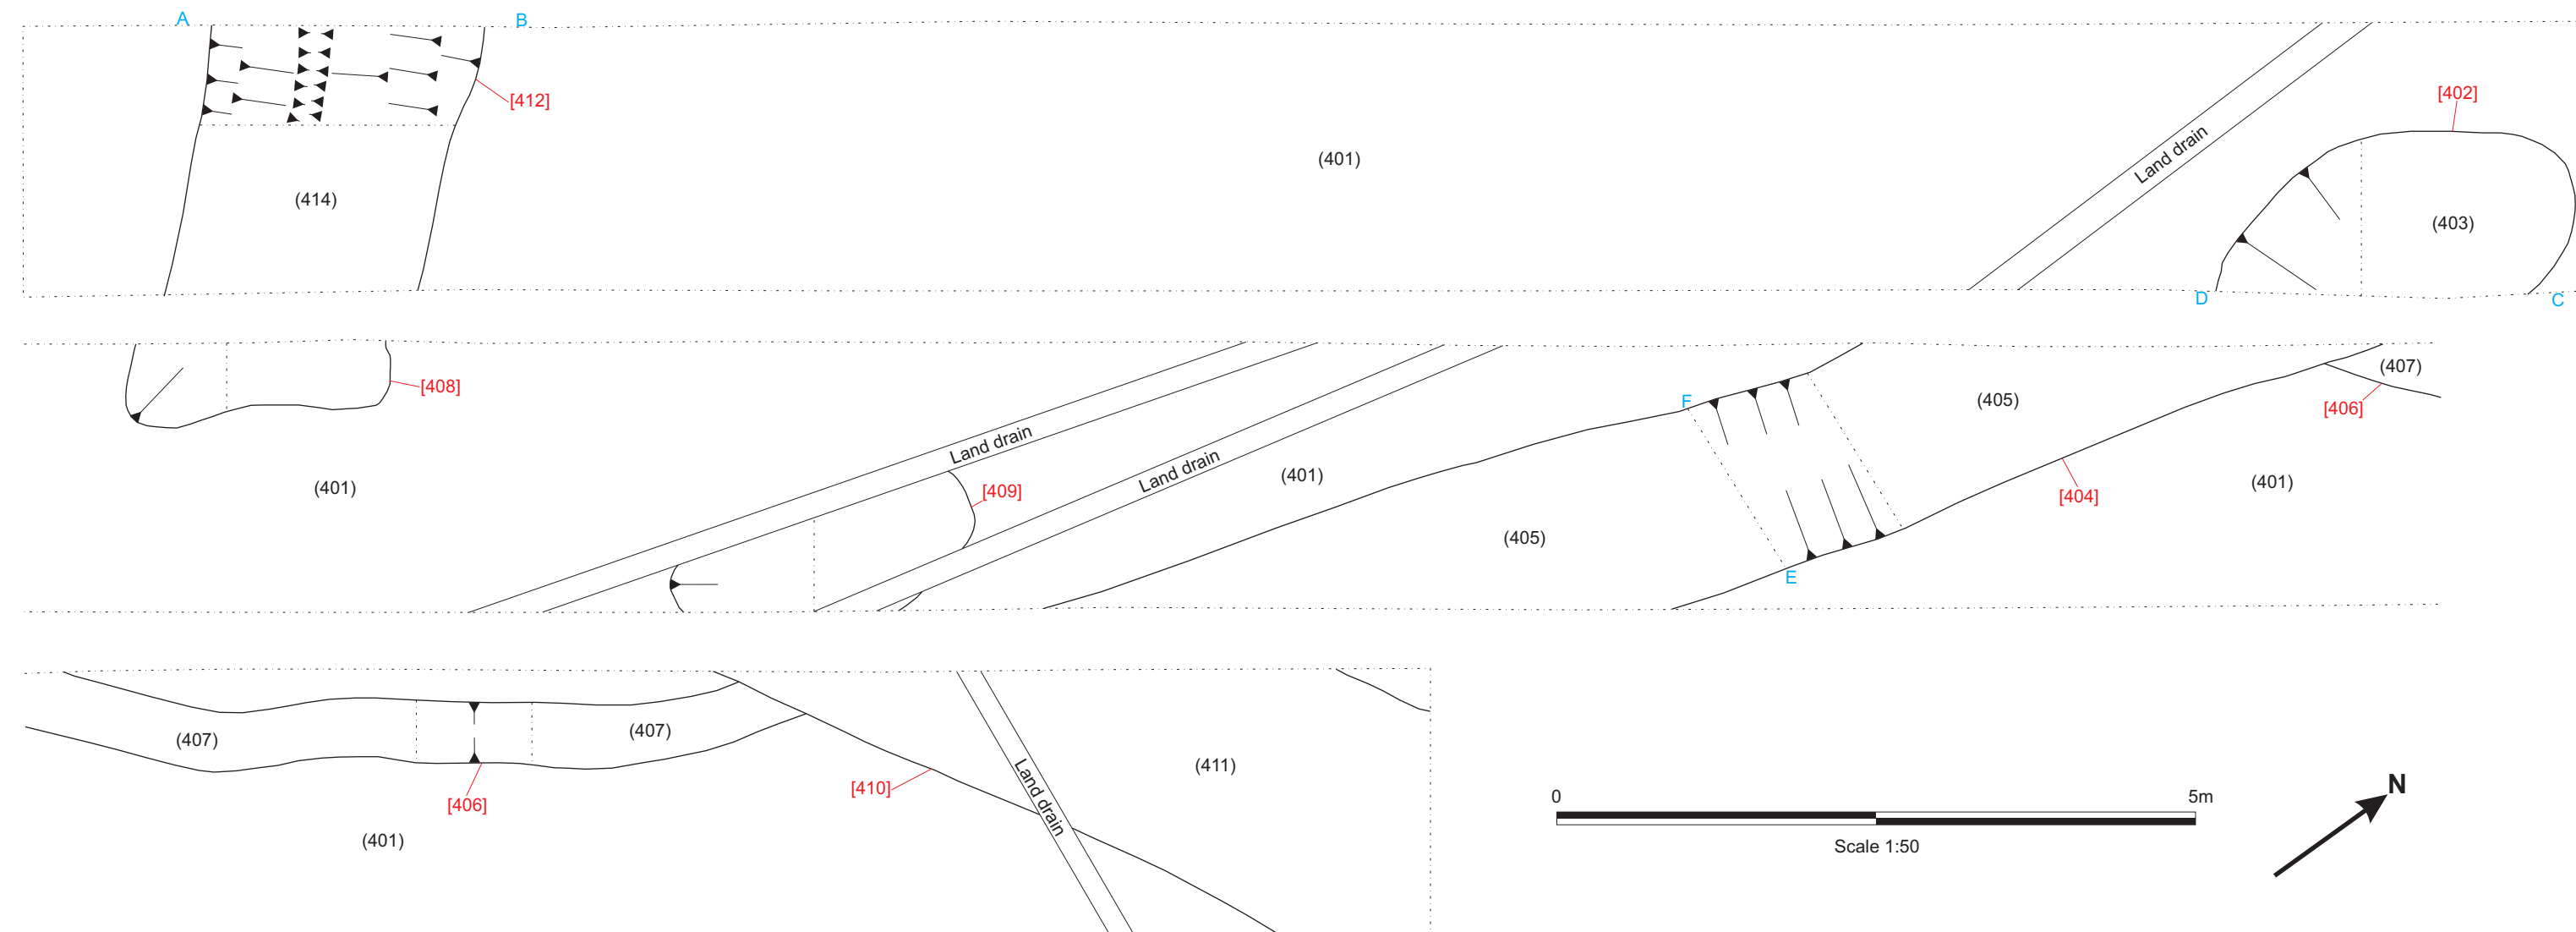 A
B
[412]
(414)
(401)
Land drain
[402]
(403)
D
C
[408]
(401)
Land drain
[409]
Land drain
(401)
F
(405)
(405)
E
[404]
(401)
(407)
[406]
(407)
(407)
[406]
(401)
[410]
Land drain
(411)
0
5m
Scale 1:50
N